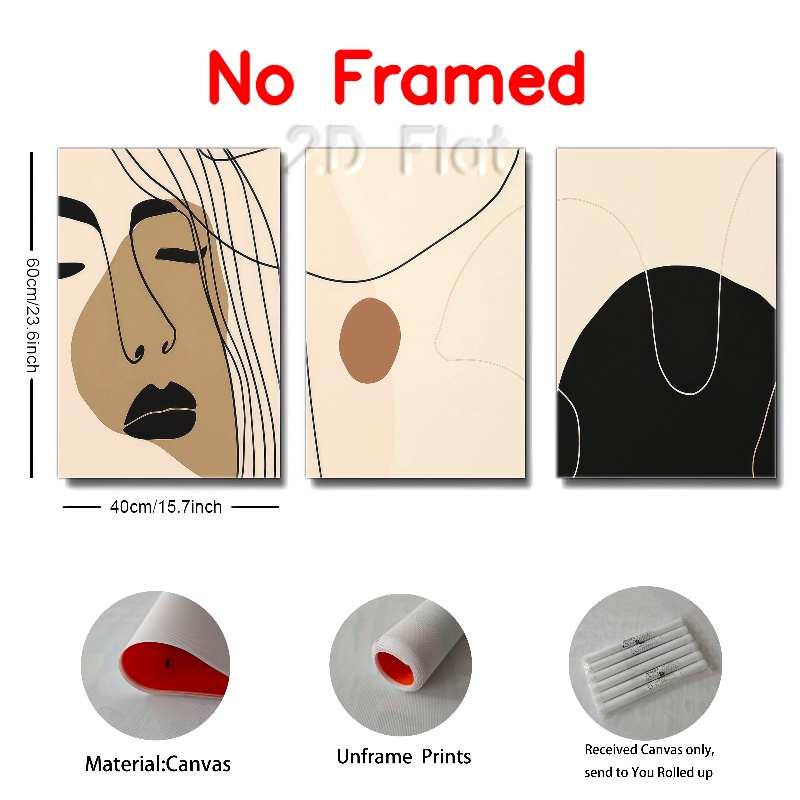 No Framed
2D Flat
60cm/23.6inch
40cm/15.7inch
Material:Canvas
Unframe Prints
Received Canvas only,
send to You Rolled up